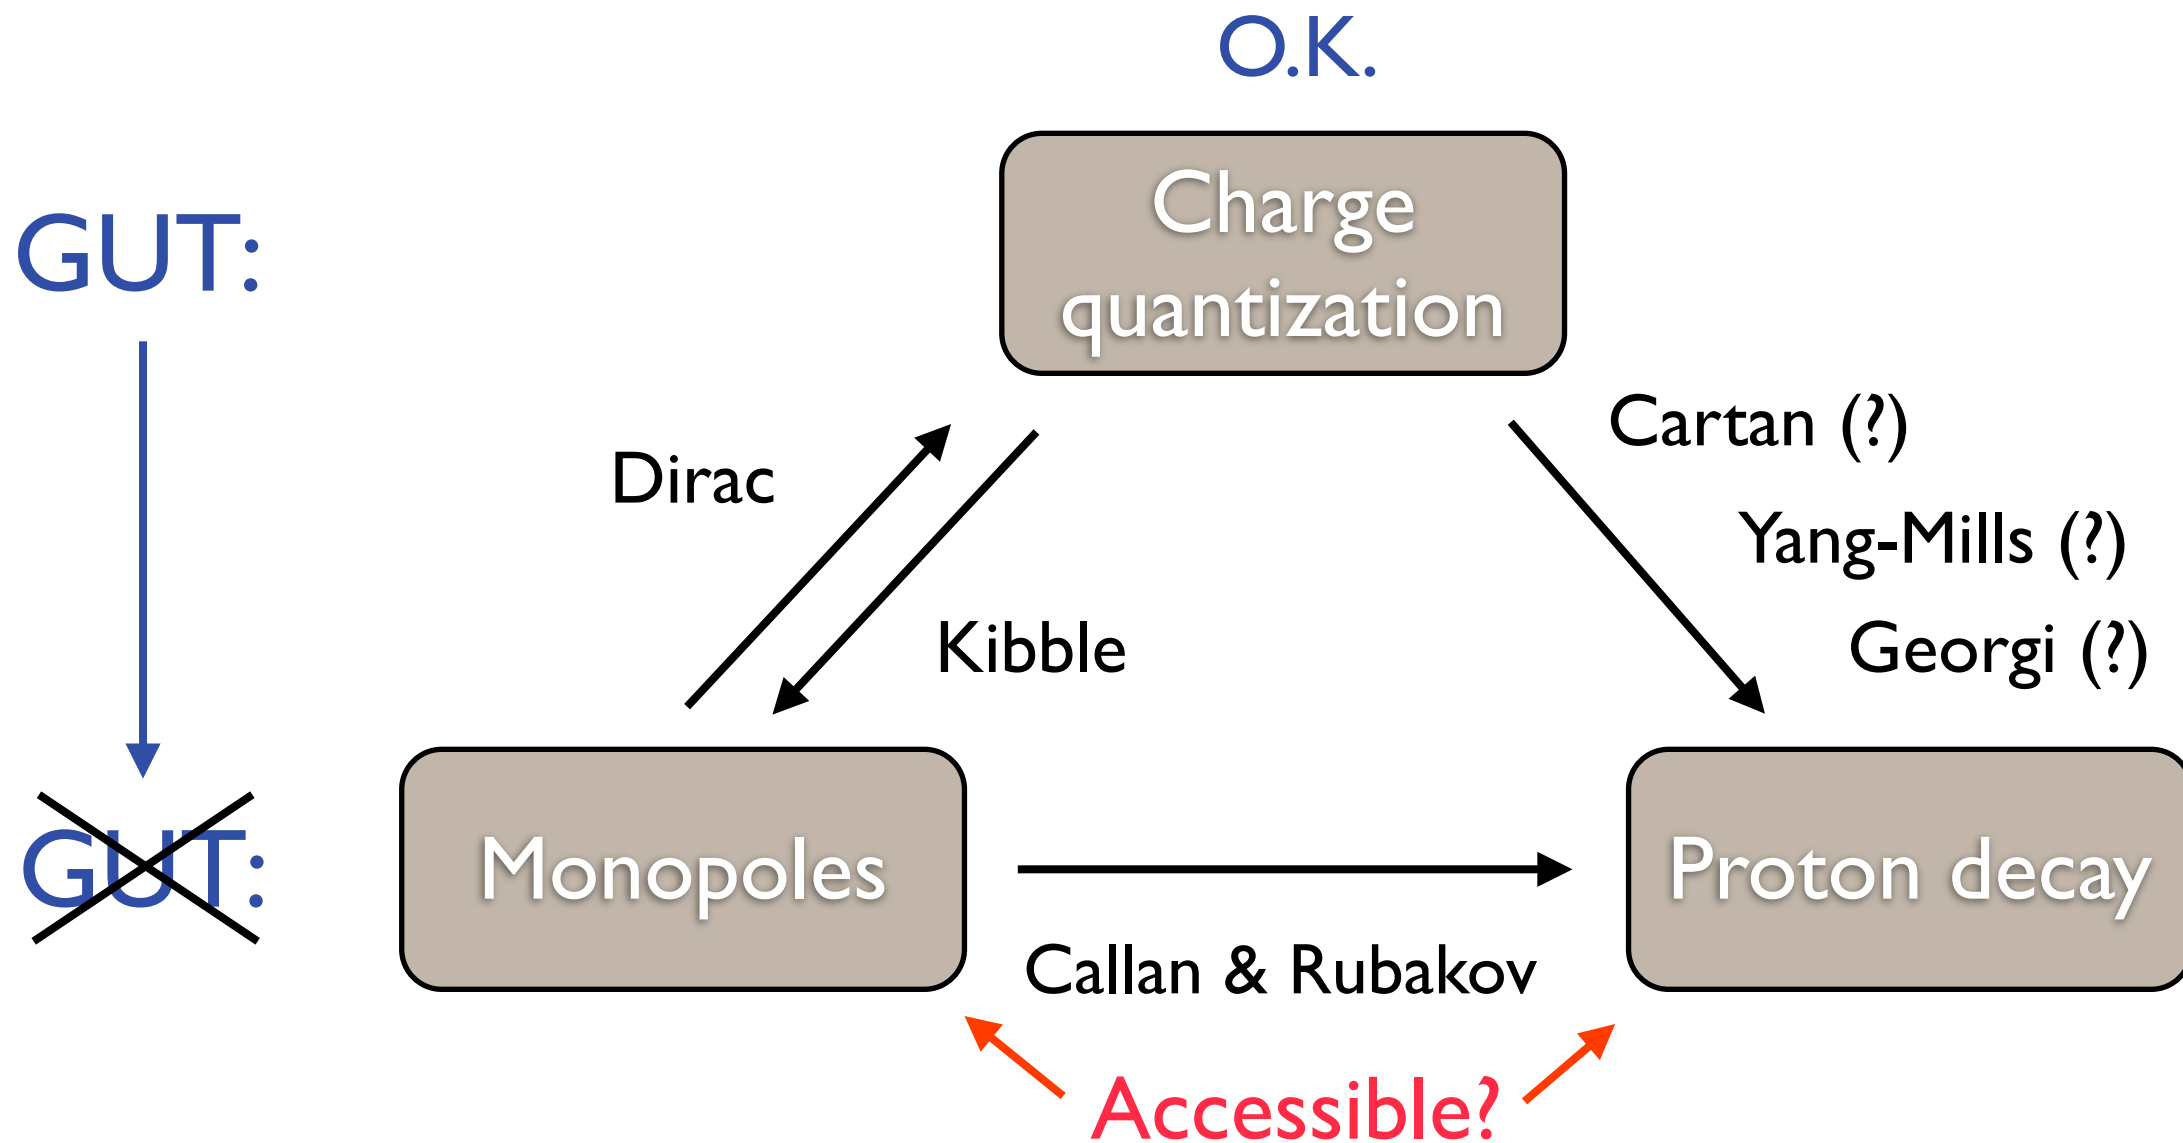 O.K.
Charge
quantization
GUT:
Cartan (?)
Dirac
Yang-Mills (?)
Kibble
Georgi (?)
GUT:
Monopoles
Proton decay
Callan & Rubakov
Accessible?